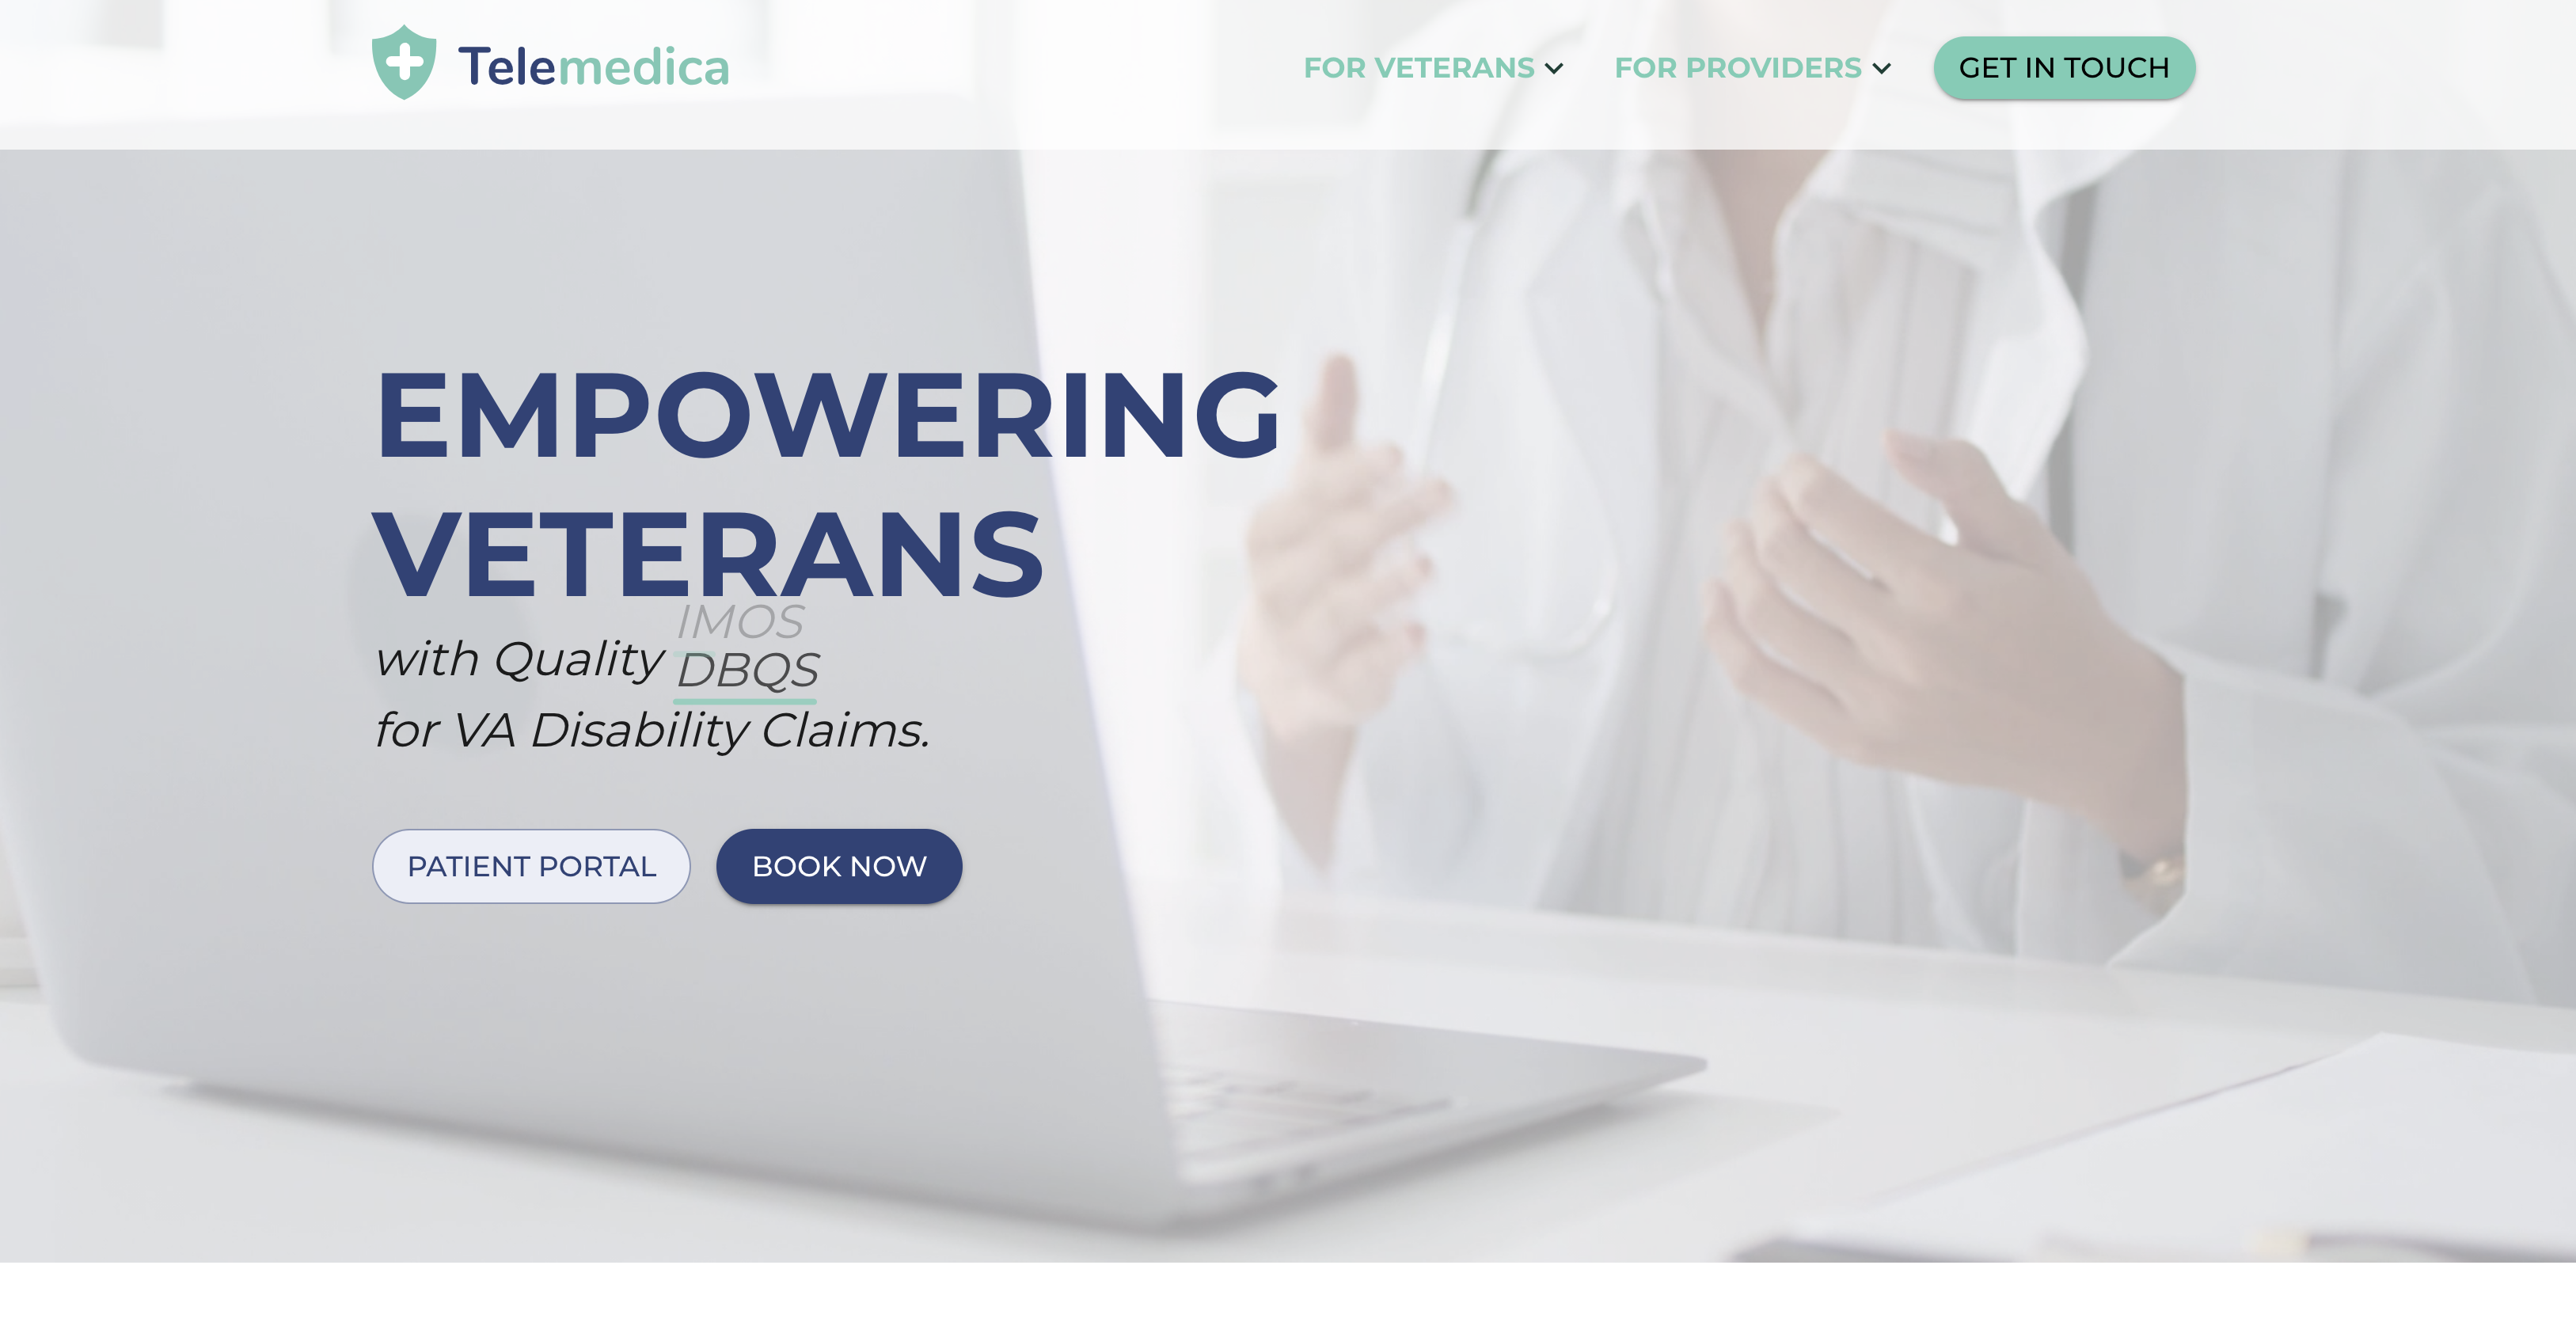 Telemedica
FOR VETERANS
FOR PROVIDERS
GET IN TOUCH
EMPOWERING
VETERANS
IMOS
with Quality
DBQS
for VA Disability Claims.
PATIENT PORTAL
BOOK NOW